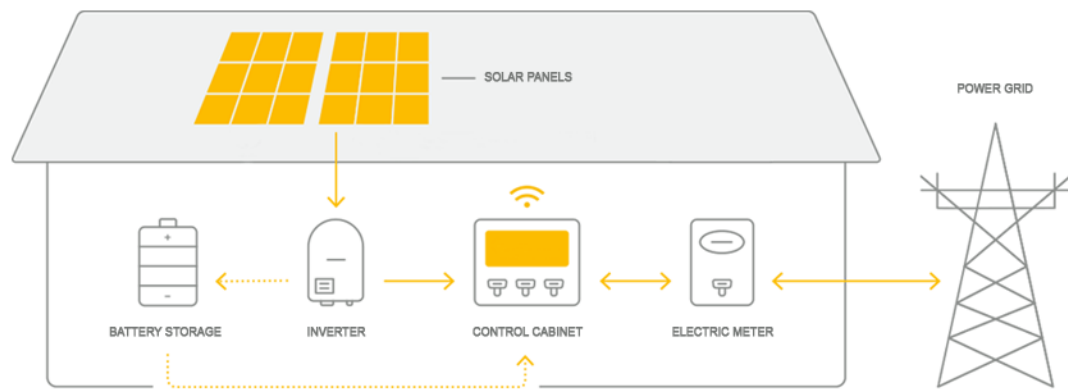 SOLAR PANELS
POWER GRID
BATTERY STORAGE
INVERTER
CONTROL CABINET
ELECTRIC METER